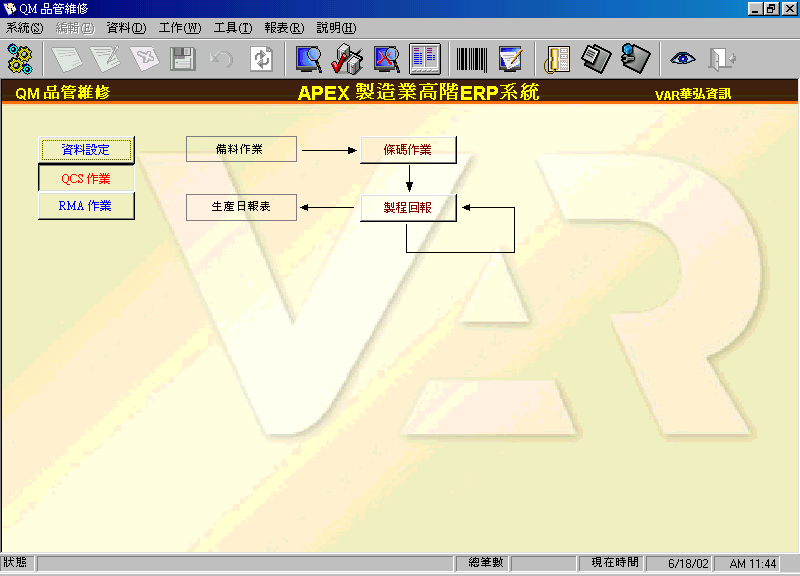 QM 品管維修
系統(S) 編輯(E) 資料(D) 工作(W) 工具(T) 報表(R) 說明(H)
QM 品管維修 APEX 製造業高階ERP系統 VAR華弘資訊
資料設定 備料作業 條碼作業
QCS 作業
RMA 作業 生産日報表 製程回報
VAR
狀態 總筆數 現在時間 6/18/02 AM 11:44